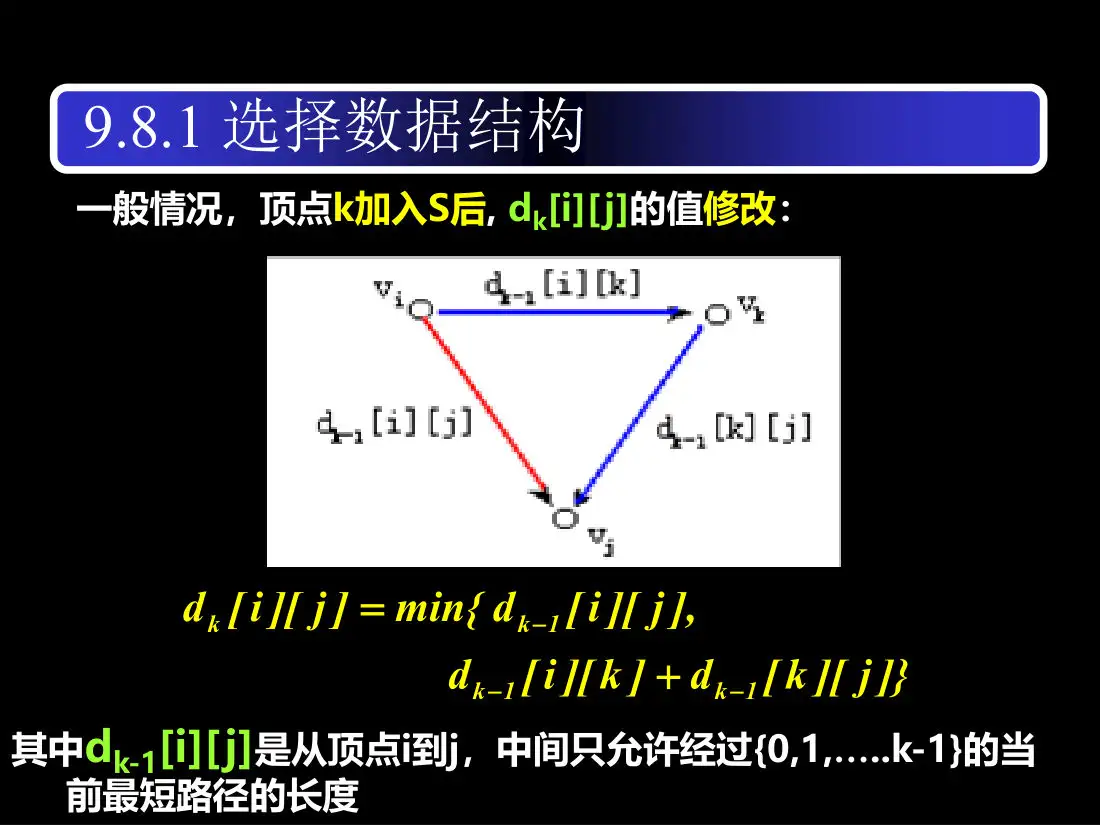 9.8.1 选择数据结构
一般情况，顶点k加入S后, dk[i][j]的值修改：
vi
dk-1[i][k]
vk
dk-1[i][j]
dk-1[k][j]
vj
dk[i][j]=min{dk-1[i][j],
dk-1[i][k]+dk-1[k][j]}
其中dk-1[i][j]是从顶点i到j，中间只允许经过{0,1,…..k-1}的当
前最短路径的长度